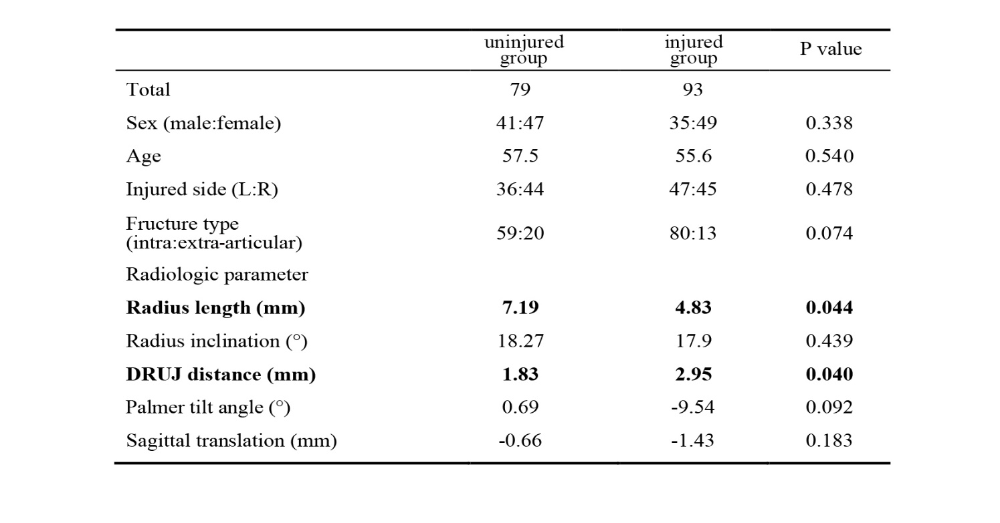 uninjured group injured group P value
Total 79 93
Sex (male:female) 41:47 35:49 0.338
Age 57.5 55.6 0.540
Injured side (L:R) 36:44 47:45 0.478
Fructure type
(intra:extra-articular) 59:20 80:13 0.074
Radiologic parameter
Radius length (mm) 7.19 4.83 0.044
Radius inclination (°) 18.27 17.9 0.439
DRUJ distance (mm) 1.83 2.95 0.040
Palmer tilt angle (°) 0.69 -9.54 0.092
Sagittal translation (mm) -0.66 -1.43 0.183